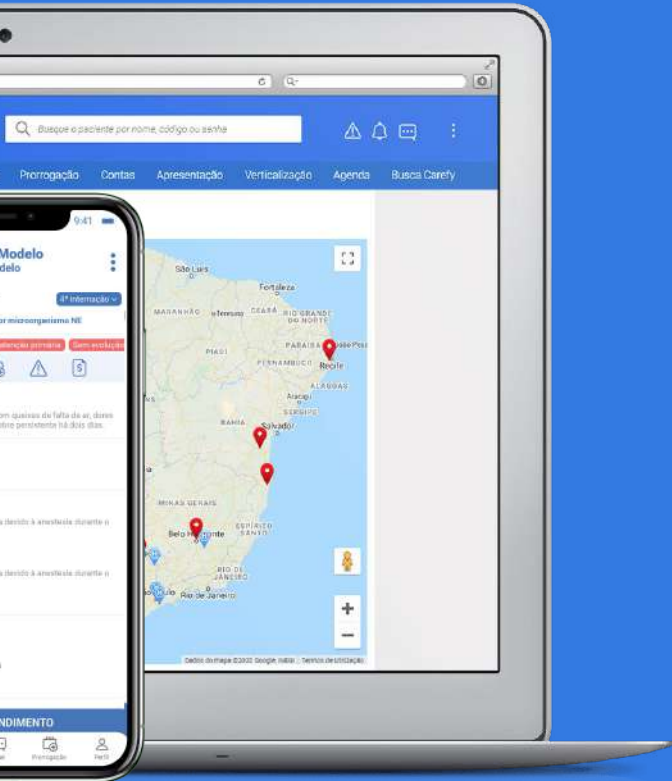 Busque o paciente por nome, código ou senha
Prorrogação Contas Apresentação Verticalização Agenda Busca Carefy
9:41
Modelo
delo
4ª Internação
or microorganismo NE
atenção primária
Sem evolução
om queixas de falta de ar, dores
ebre persistente há dois dias.
a devido à anestesia durante o
a devido à anestesia durante o
NDIMENTO
Prorrogação
Perfil
São Luís
Fortaleza
MARANHÃO
Teresina
CEARÁ
RIO GRANDE
DO NORTE
PARAÍBA
PIAUÍ
PERNAMBUCO
Recife
ALAGOAS
Aracaju
SERGIPE
BAHIA
Salvador
MINAS GERAIS
Belo H nte
ESPÍRITO
SANTO
RIO DE
JANEIRO
Rio de Janeiro
Dados do mapa ©2020 Google, INEGI
Termos de utilização